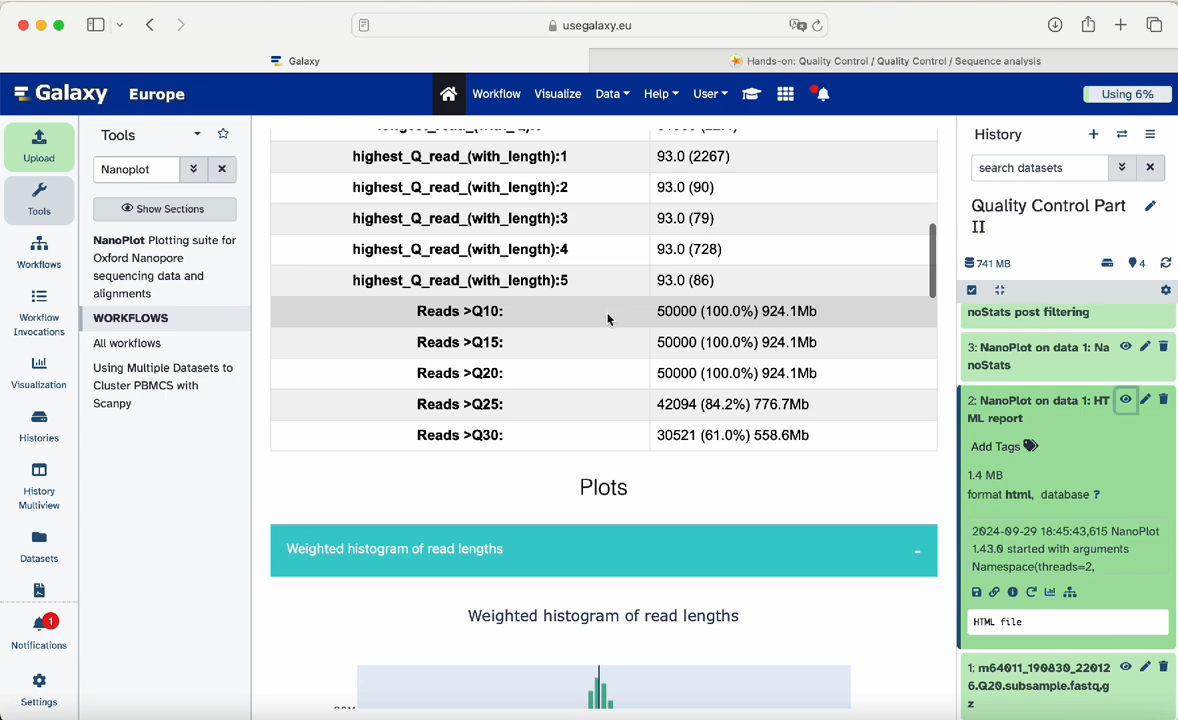 usegalaxy.eu
Galaxy
Hands-on: Quality Control / Quality Control / Sequence analysis
Galaxy Europe
Workflow
Visualize
Data
Help
User
Using 6%
Upload
Tools
Workflows
Workflow
Invocations
Visualization
Histories
History
Multiview
Datasets
1
Notifications
Settings
Tools
Nanoplot
Show Sections
NanoPlot Plotting suite for
Oxford Nanopore
sequencing data and
alignments
WORKFLOWS
All workflows
Using Multiple Datasets to
Cluster PBMCS with
Scanpy
highest_Q_read_(with_length):1 93.0 (2267)
highest_Q_read_(with_length):2 93.0 (90)
highest_Q_read_(with_length):3 93.0 (79)
highest_Q_read_(with_length):4 93.0 (728)
highest_Q_read_(with_length):5 93.0 (86)
Reads >Q10: 50000 (100.0%) 924.1Mb
Reads >Q15: 50000 (100.0%) 924.1Mb
Reads >Q20: 50000 (100.0%) 924.1Mb
Reads >Q25: 42094 (84.2%) 776.7Mb
Reads >Q30: 30521 (61.0%) 558.6Mb
Plots
Weighted histogram of read lengths -
Weighted histogram of read lengths
History
search datasets
Quality Control Part
II
741 MB
4
noStats post filtering
3: NanoPlot on data 1: Na
noStats
2: NanoPlot on data 1: HT
ML report
Add Tags
1.4 MB
format html, database ?
2024-09-29 18:45:43,615 NanoPlot
1.43.0 started with arguments
Namespace(threads=2,
HTML file
1: m64011_190830_22012
6.Q20.subsample.fastq.g
z